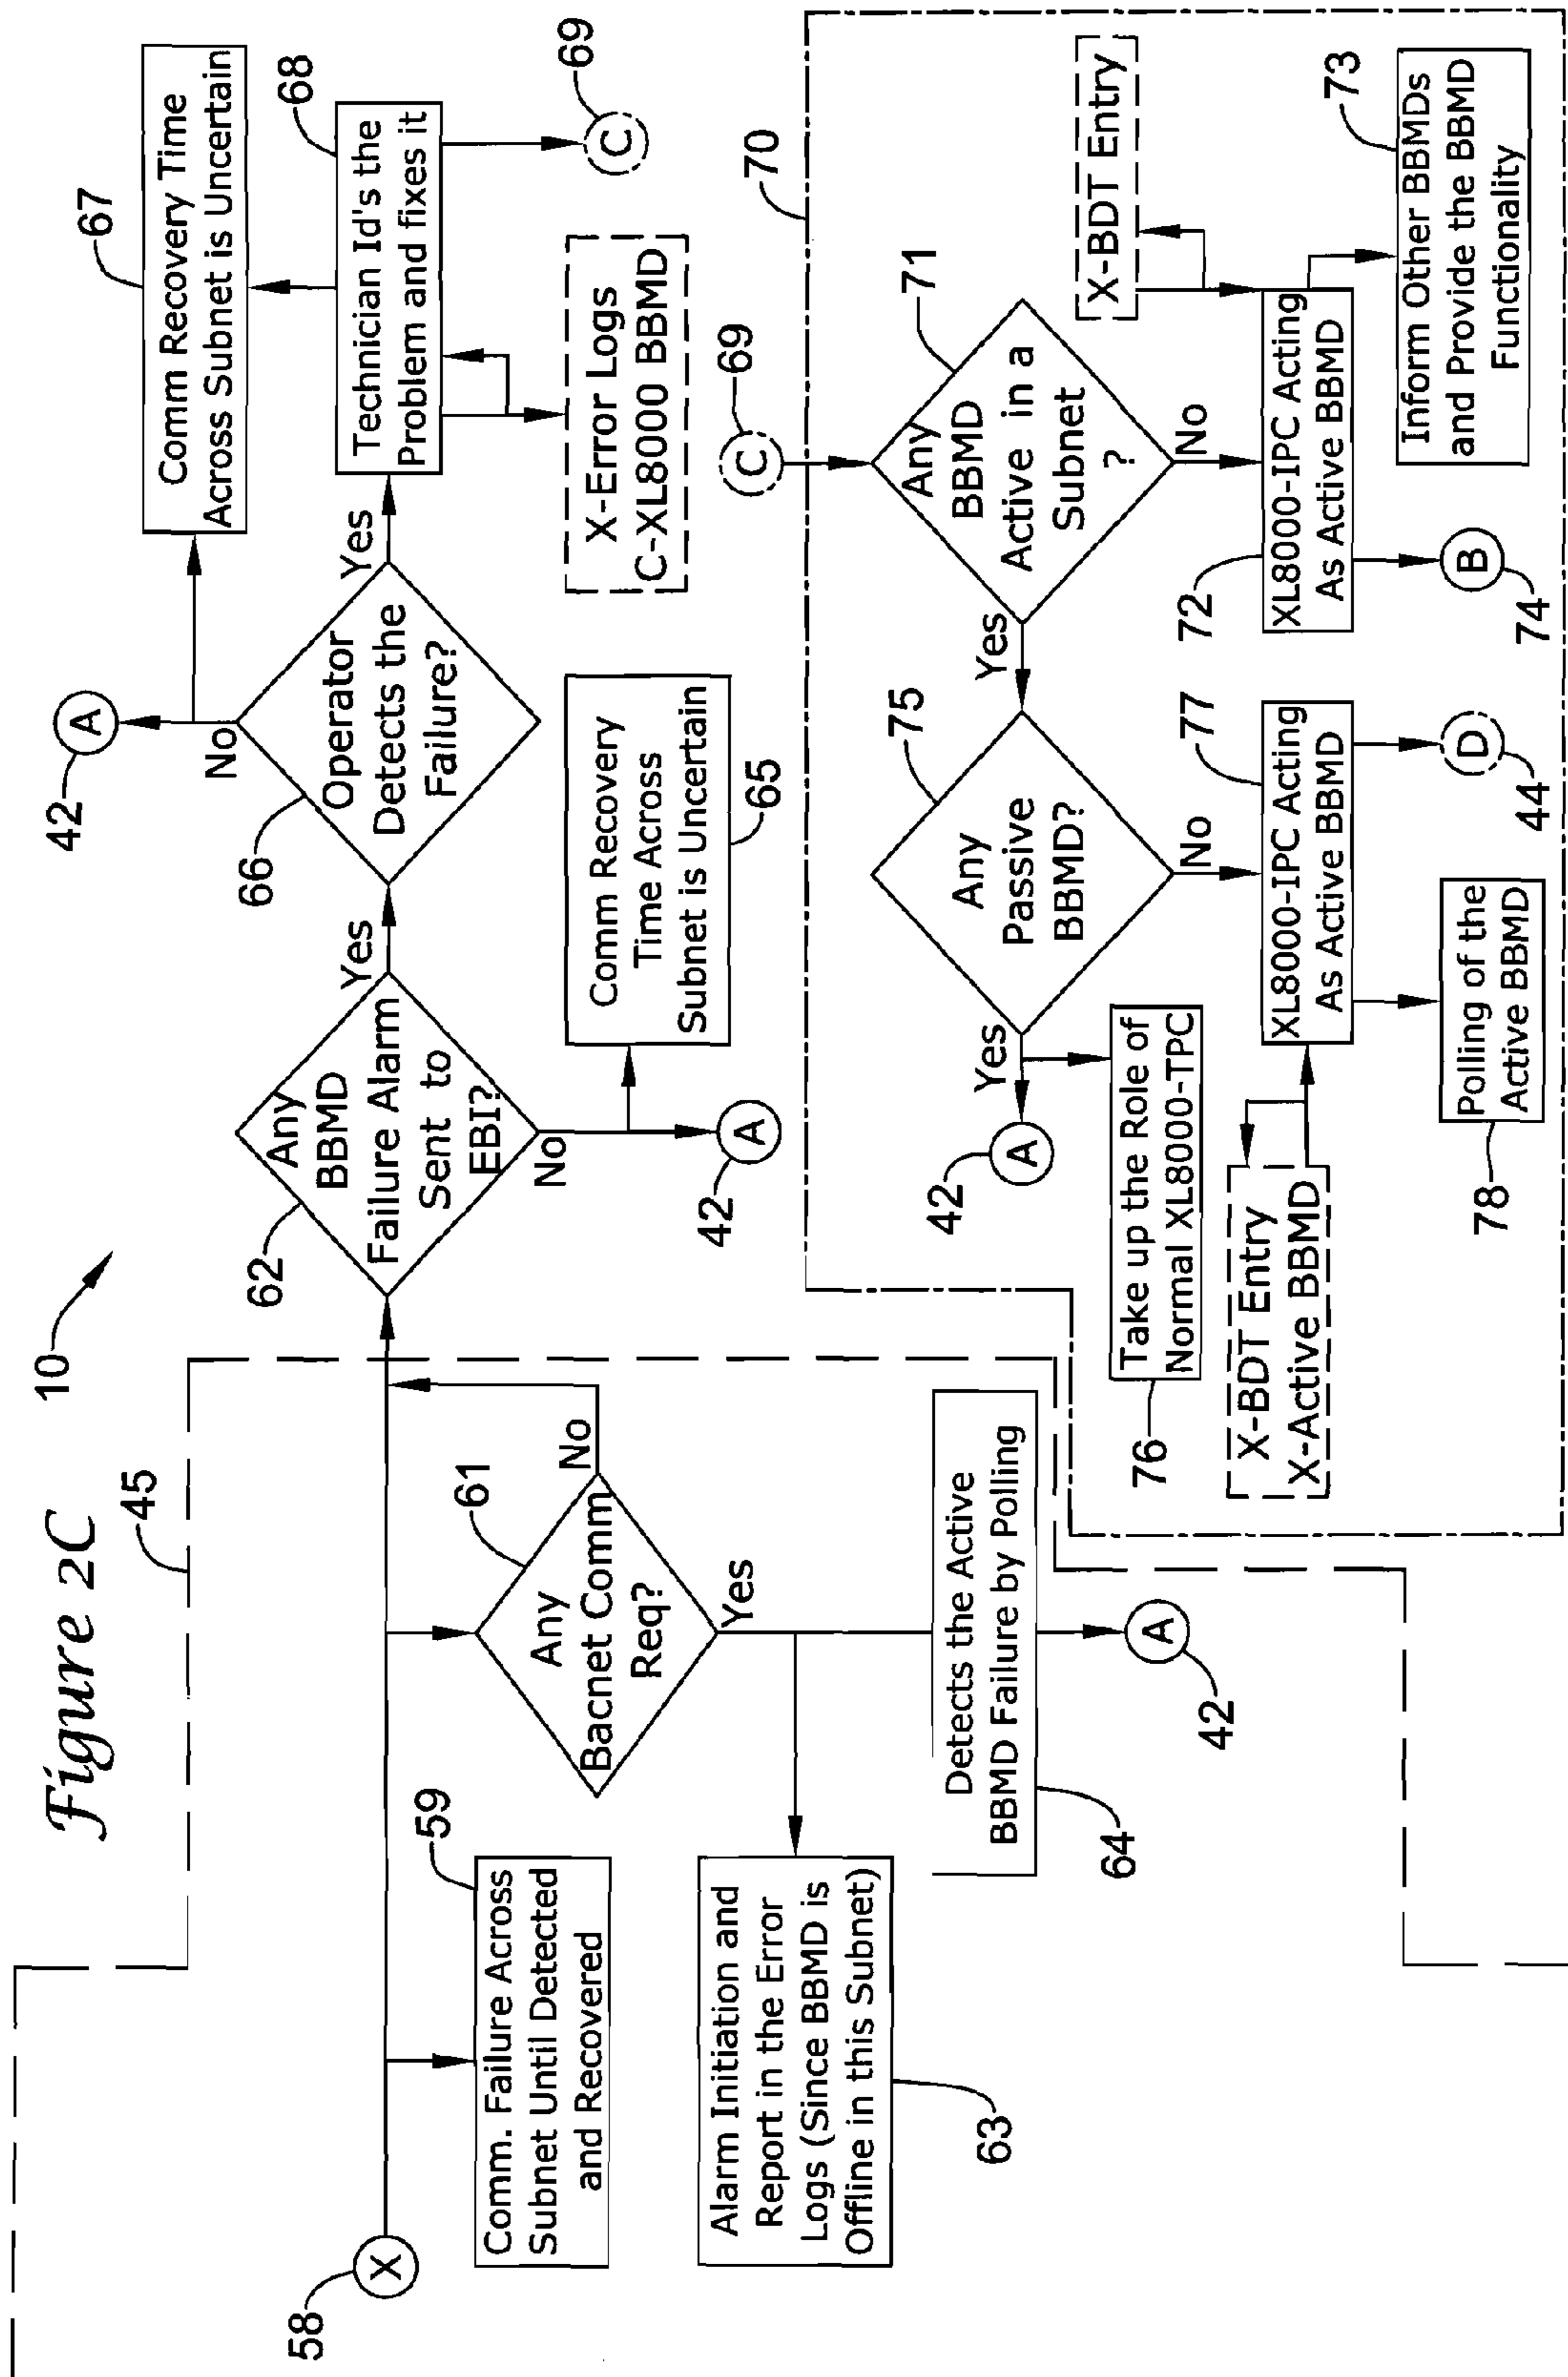 Figure 2C
10
45
58
X
59
Comm. Failure Across
Subnet Until Detected
and Recovered
61
Any
Bacnet Comm
Req?
No
Yes
63
Alarm Initiation and
Report in the Error
Logs (Since BBMD is
Offline in this Subnet)
64
Detects the Active
BBMD Failure by Polling
A
42
62
Any
BBMD
Failure Alarm
Sent to
EBI?
Yes
No
65
Comm Recovery
Time Across
Subnet is Uncertain
A
42
66
Operator
Detects the
Failure?
No
Yes
42
A
67
Comm Recovery Time
Across Subnet is Uncertain
68
Technician Id's the
Problem and fixes it
X-Error Logs
C-XL8000 BBMD
C
69
70
C
69
71
Any
BBMD
Active in a
Subnet
?
Yes
No
X-BDT Entry
72
XL8000-IPC Acting
As Active BBMD
73
Inform Other BBMDs
and Provide the BBMD
Functionality
B
74
75
Any
Passive
BBMD?
Yes
No
42
A
76
Take up the Role of
Normal XL8000-TPC
X-BDT Entry
X-Active BBMD
77
XL8000-IPC Acting
As Active BBMD
D
44
78
Polling of the
Active BBMD